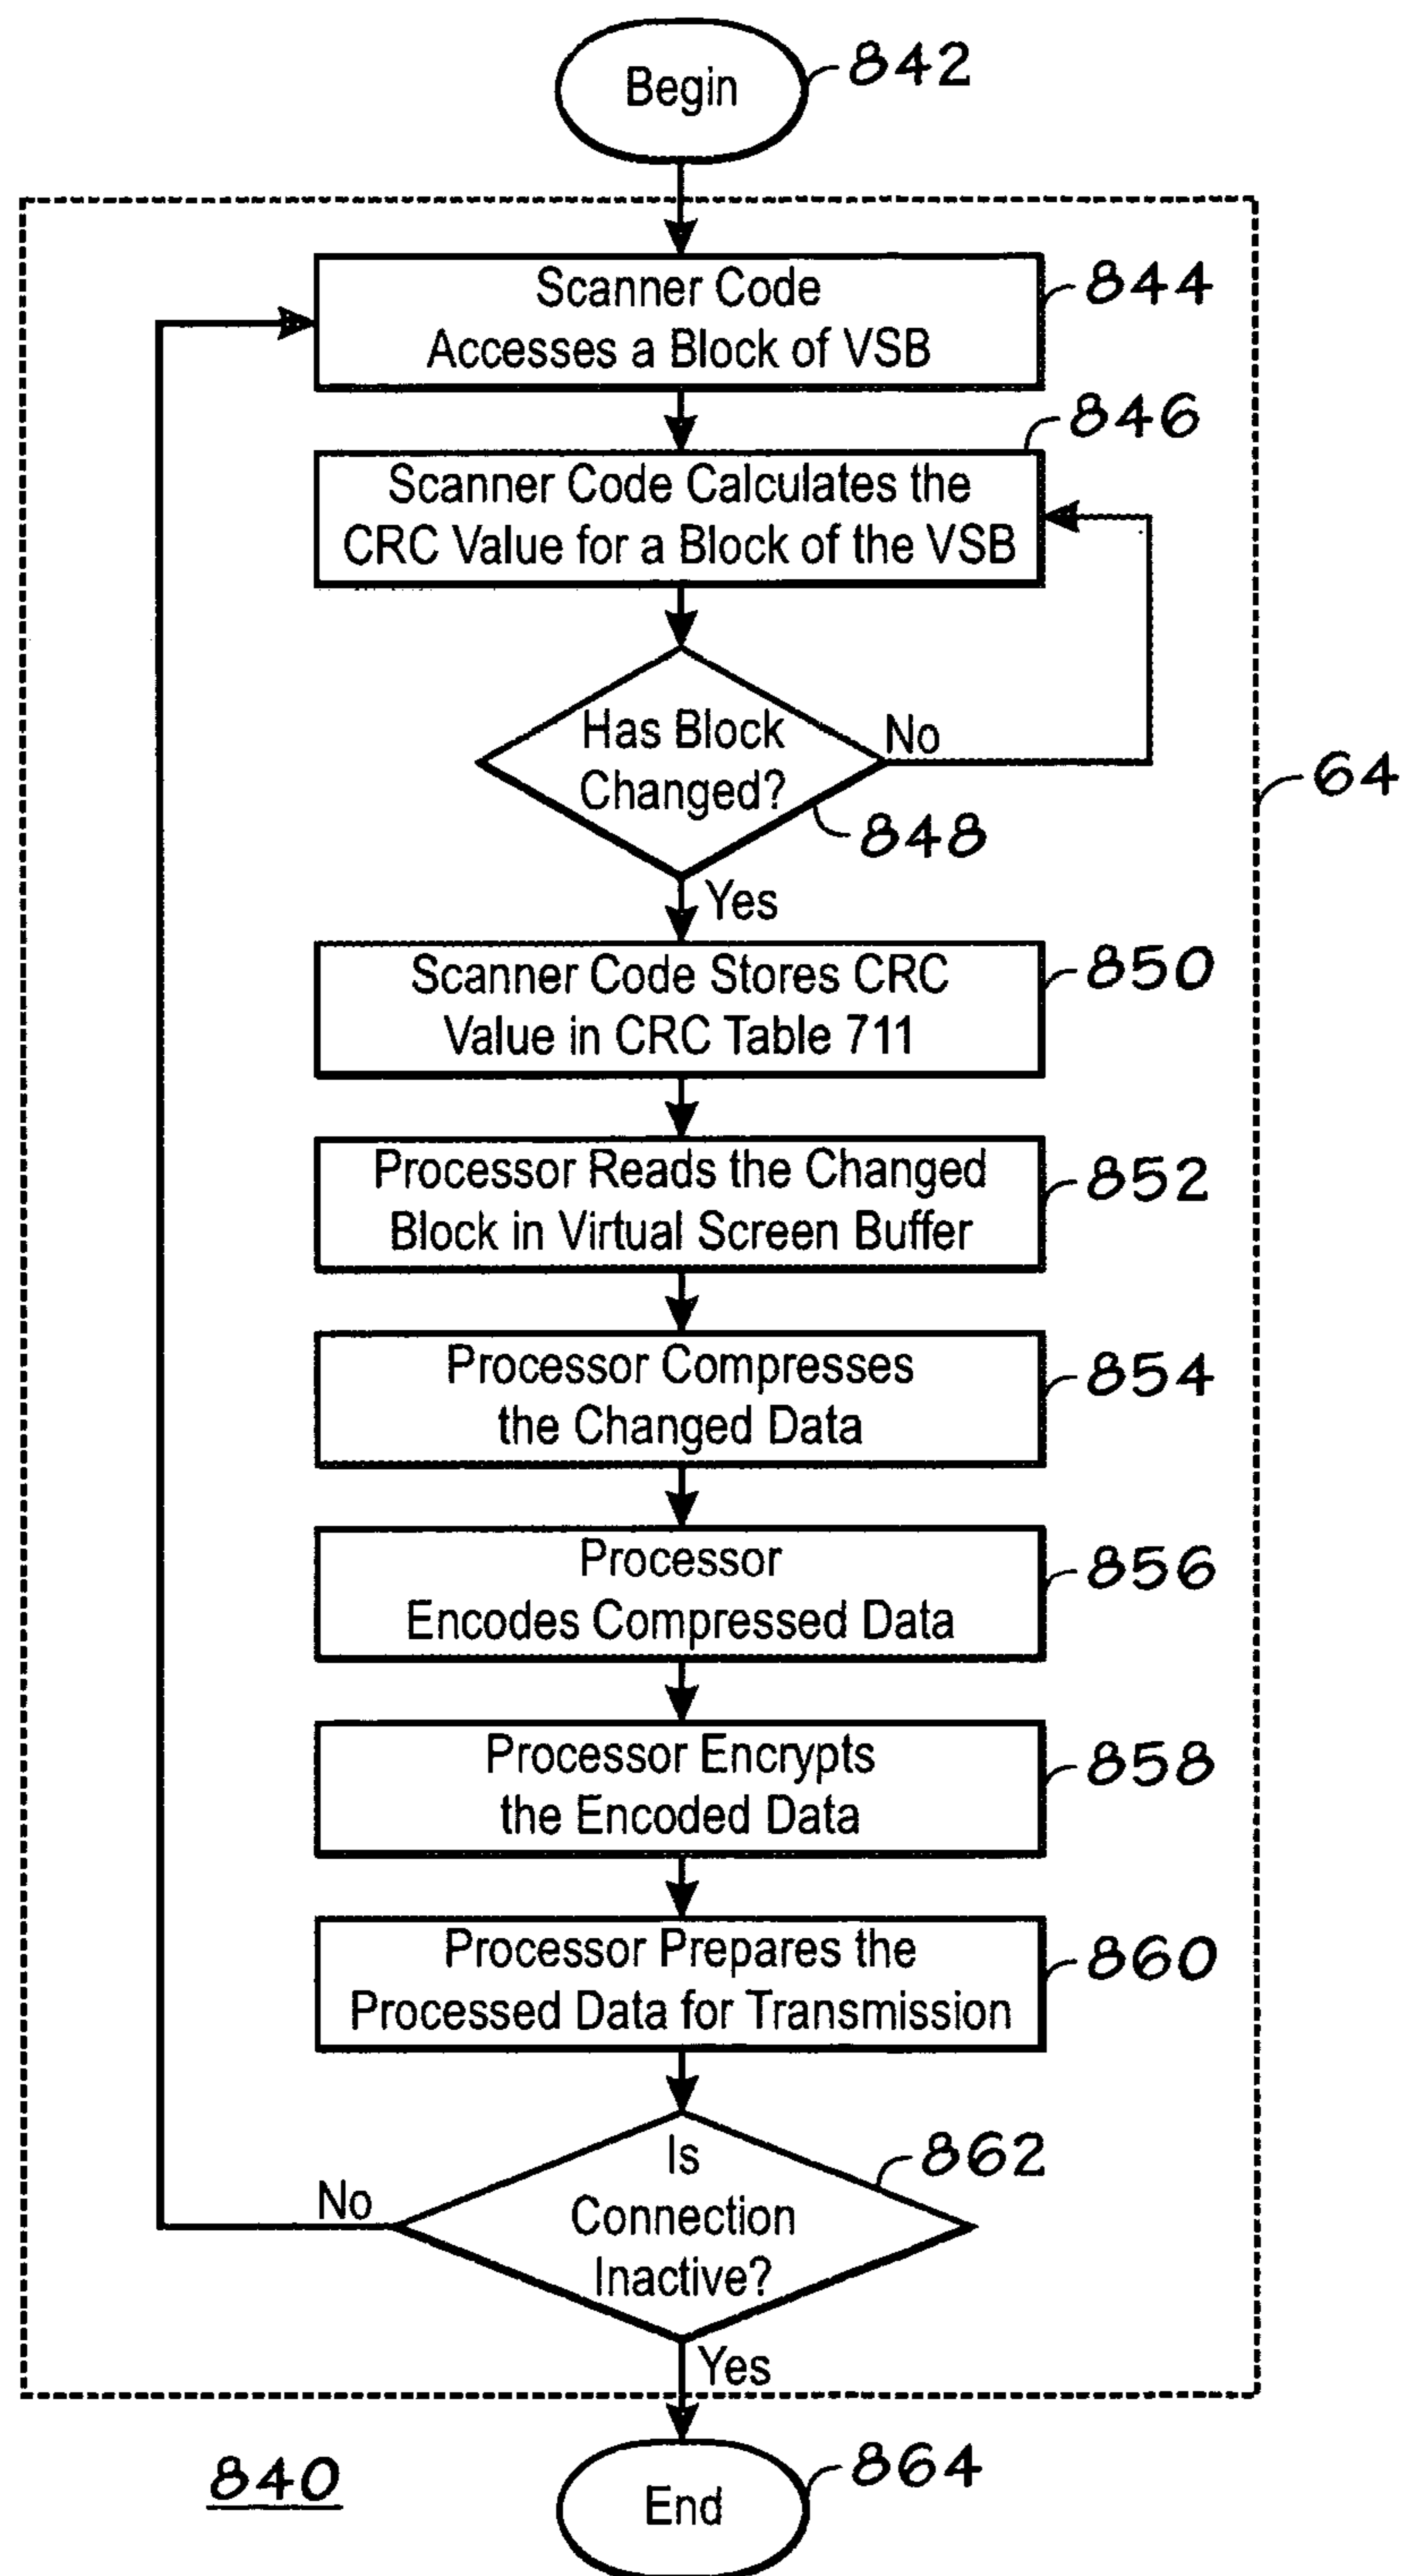 Begin
842
Scanner Code
Accesses a Block of VSB
844
846
Scanner Code Calculates the
CRC Value for a Block of the VSB
Has Block
Changed?
No
848
64
Yes
Scanner Code Stores CRC
Value in CRC Table 711
850
Processor Reads the Changed
Block in Virtual Screen Buffer
852
Processor Compresses
the Changed Data
854
Processor
Encodes Compressed Data
856
Processor Encrypts
the Encoded Data
858
Processor Prepares the
Processed Data for Transmission
860
Is
Connection
Inactive?
862
No
Yes
840
End
864